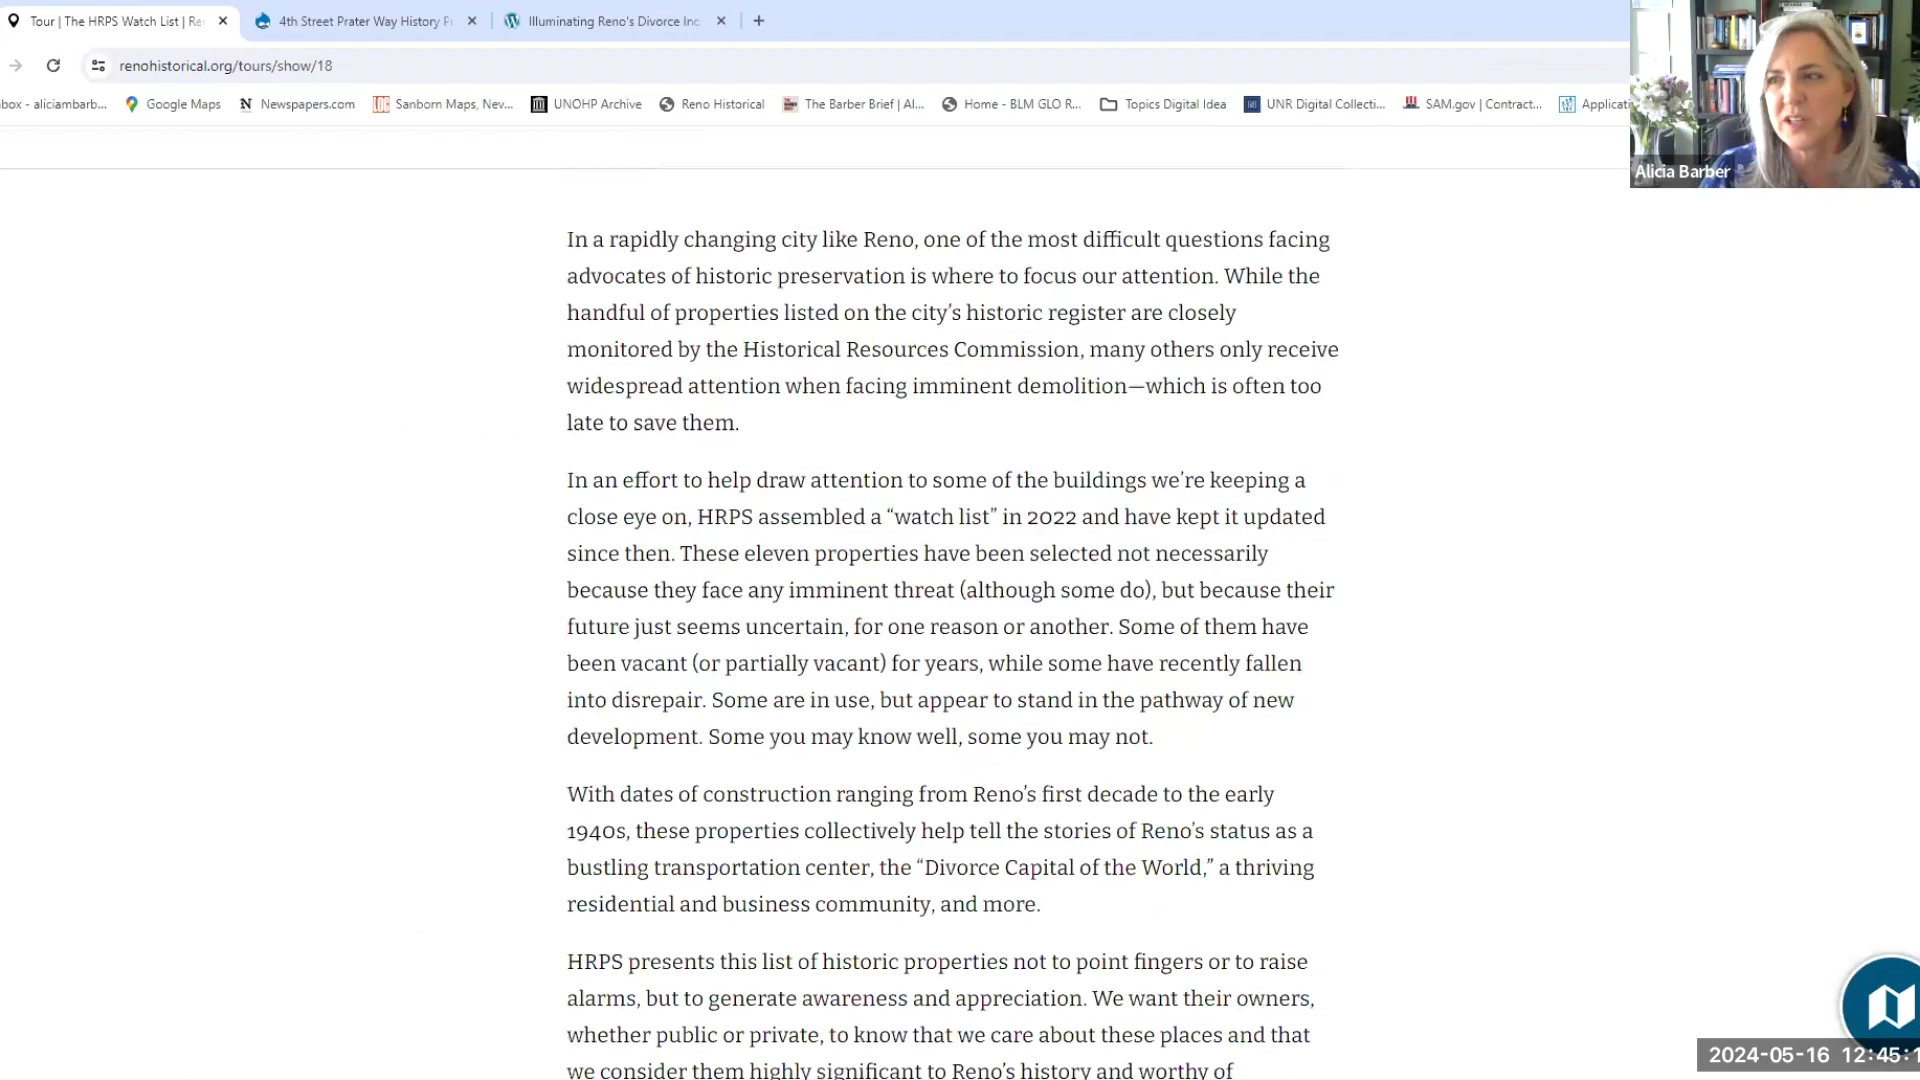 Tour | The HRPS Watch List | Re
4th Street Prater Way History P
Illuminating Reno's Divorce Ind
renohistorical.org/tours/show/18
box - aliciambarb...
Google Maps
Newspapers.com
Sanborn Maps, Nev...
UNOHP Archive
Reno Historical
The Barber Brief | Al...
Home - BLM GLO R...
Topics Digital Idea
UNR Digital Collecti...
SAM.gov | Contract...
Applicati
Alicia Barber
In a rapidly changing city like Reno, one of the most difficult questions facing
advocates of historic preservation is where to focus our attention. While the
handful of properties listed on the city’s historic register are closely
monitored by the Historical Resources Commission, many others only receive
widespread attention when facing imminent demolition—which is often too
late to save them.
In an effort to help draw attention to some of the buildings we’re keeping a
close eye on, HRPS assembled a “watch list” in 2022 and have kept it updated
since then. These eleven properties have been selected not necessarily
because they face any imminent threat (although some do), but because their
future just seems uncertain, for one reason or another. Some of them have
been vacant (or partially vacant) for years, while some have recently fallen
into disrepair. Some are in use, but appear to stand in the pathway of new
development. Some you may know well, some you may not.
With dates of construction ranging from Reno’s first decade to the early
1940s, these properties collectively help tell the stories of Reno’s status as a
bustling transportation center, the “Divorce Capital of the World,” a thriving
residential and business community, and more.
HRPS presents this list of historic properties not to point fingers or to raise
alarms, but to generate awareness and appreciation. We want their owners,
whether public or private, to know that we care about these places and that
we consider them highly significant to Reno’s history and worthy of
2024-05-16 12:45:1